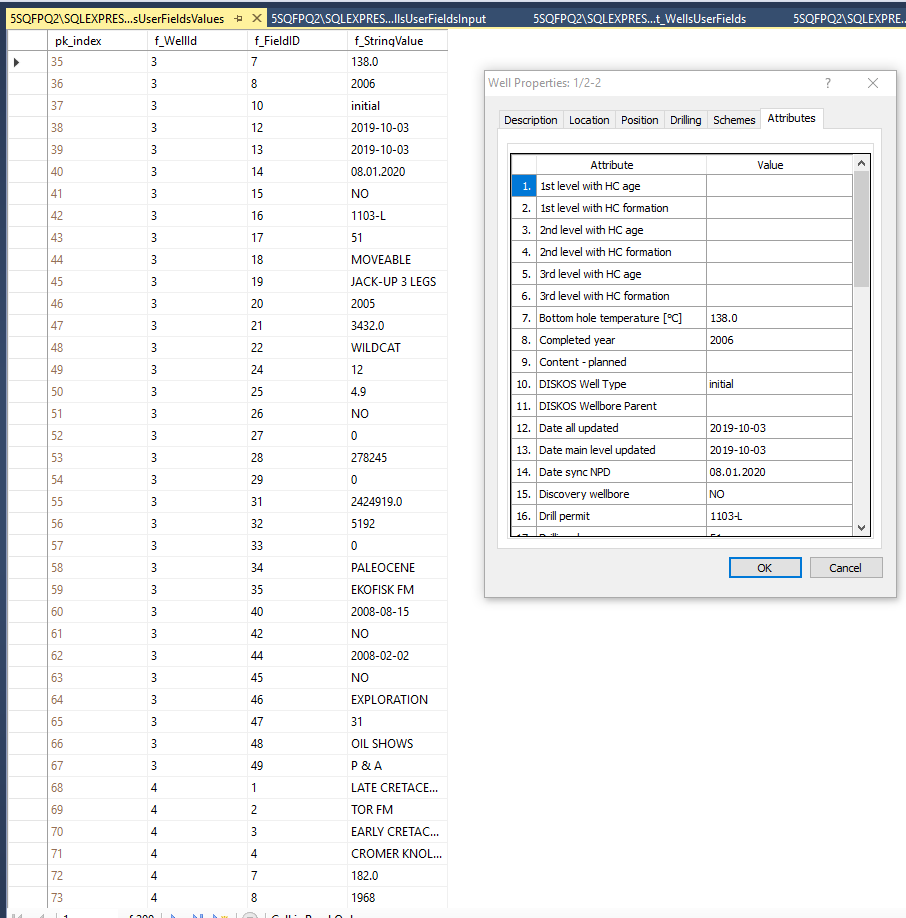 5SQFPQ2\SQLEXPRES...sUserFieldsValues 5SQFPQ2\SQLEXPRES...llsUserFieldsInput 5SQFPQ2\SQLEXPRES...t_WellsUserFields 5SQFPQ2\SQLEXPRE...
pk_index f_WellId f_FieldID f_StringValue
35 3 7 138.0
36 3 8 2006
37 3 10 initial
38 3 12 2019-10-03
39 3 13 2019-10-03
40 3 14 08.01.2020
41 3 15 NO
42 3 16 1103-L
43 3 17 51
44 3 18 MOVEABLE
45 3 19 JACK-UP 3 LEGS
46 3 20 2005
47 3 21 3432.0
48 3 22 WILDCAT
49 3 24 12
50 3 25 4.9
51 3 26 NO
52 3 27 0
53 3 28 278245
54 3 29 0
55 3 31 2424919.0
56 3 32 5192
57 3 33 0
58 3 34 PALEOCENE
59 3 35 EKOFISK FM
60 3 40 2008-08-15
61 3 42 NO
62 3 44 2008-02-02
63 3 45 NO
64 3 46 EXPLORATION
65 3 47 31
66 3 48 OIL SHOWS
67 3 49 P & A
68 4 1 LATE CRETACE...
69 4 2 TOR FM
70 4 3 EARLY CRETAC...
71 4 4 CROMER KNOL...
72 4 7 182.0
73 4 8 1968
Well Properties: 1/2-2 ?
Description Location Position Drilling Schemes Attributes
Attribute Value
1. 1st level with HC age
2. 1st level with HC formation
3. 2nd level with HC age
4. 2nd level with HC formation
5. 3rd level with HC age
6. 3rd level with HC formation
7. Bottom hole temperature [°C] 138.0
8. Completed year 2006
9. Content - planned
10. DISKOS Well Type initial
11. DISKOS Wellbore Parent
12. Date all updated 2019-10-03
13. Date main level updated 2019-10-03
14. Date sync NPD 08.01.2020
15. Discovery wellbore NO
16. Drill permit 1103-L
OK Cancel